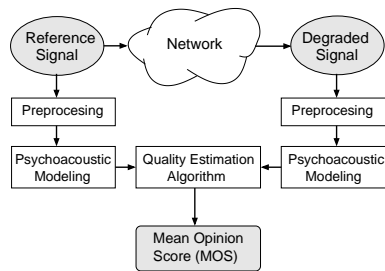 Reference
Signal
Network
Degraded
Signal
Preprocesing
Preprocesing
Psychoacoustic
Modeling
Quality Estimation
Algorithm
Psychoacoustic
Modeling
Mean Opinion
Score (MOS)